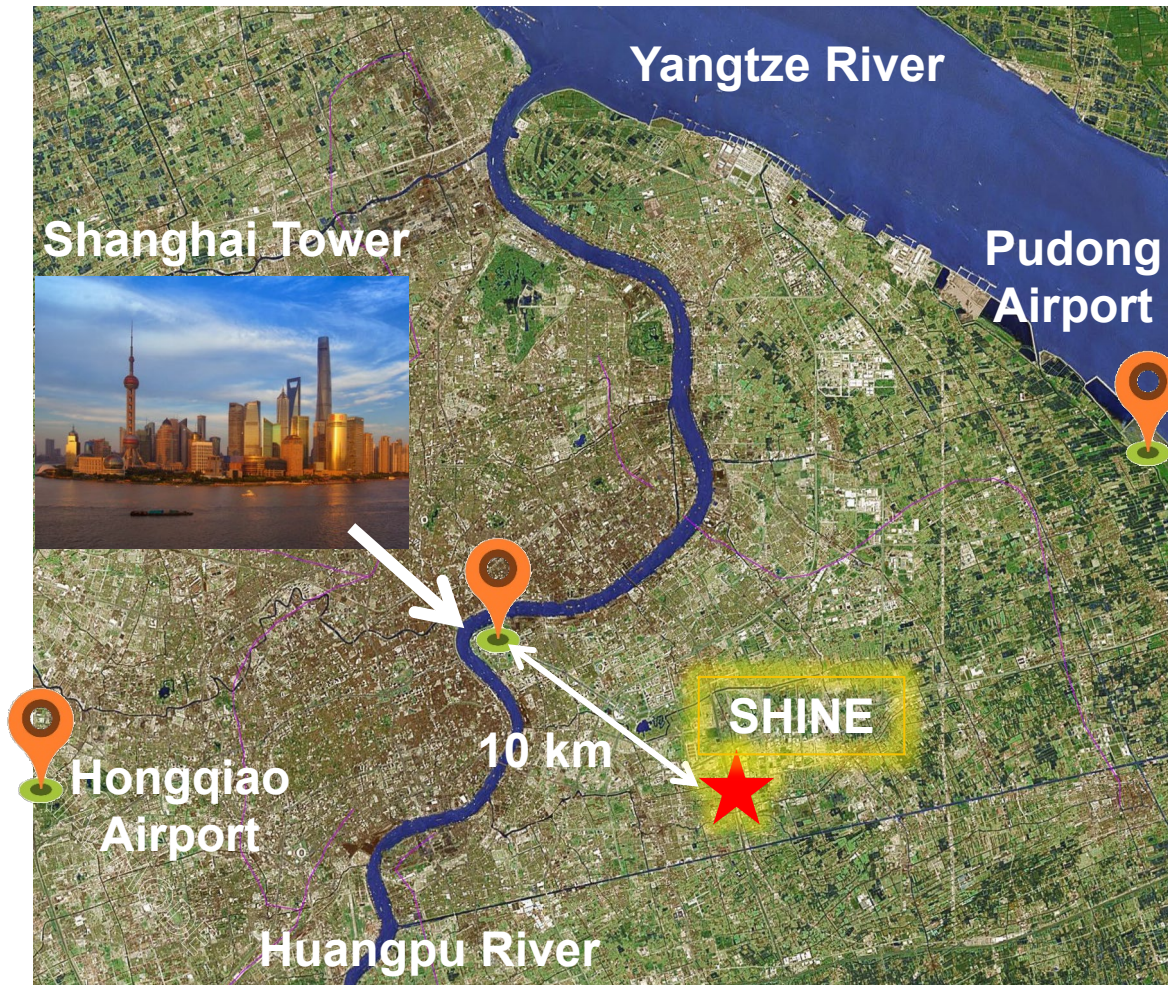 Yangtze River
Shanghai Tower
Pudong
Airport
SHINE
10 km
Hongqiao
Airport
Huangpu River